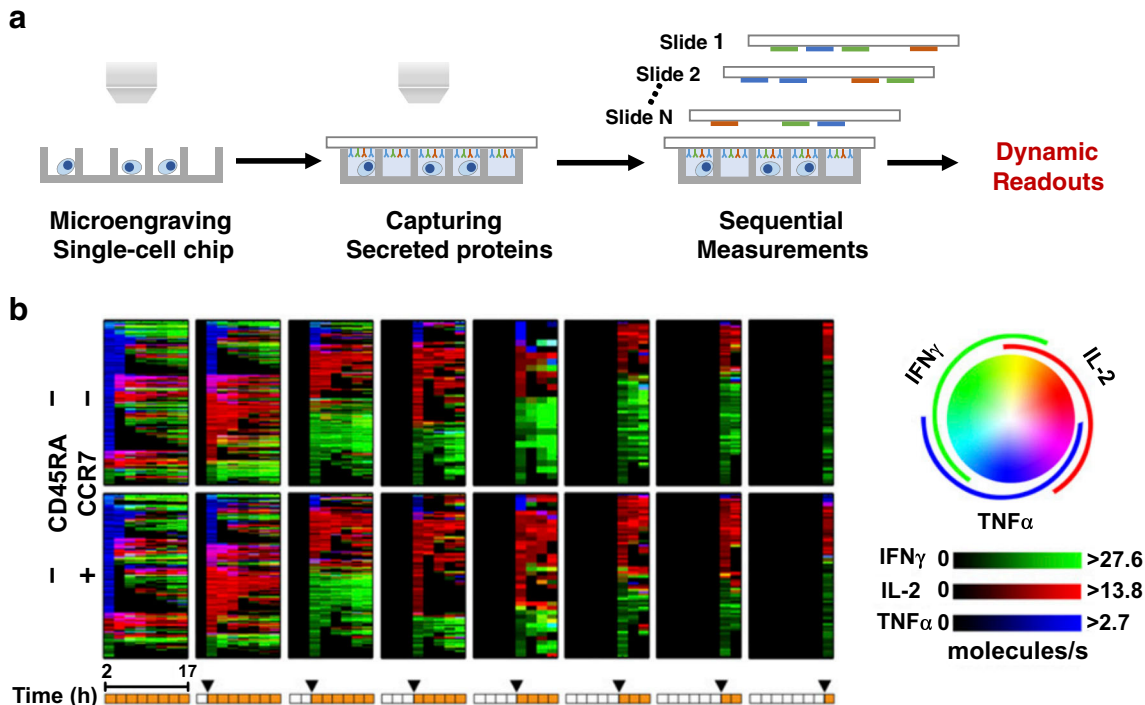 a
Slide 1
Slide 2
Slide N
Microengraving
Single-cell chip
Capturing
Secreted proteins
Sequential
Measurements
Dynamic
Readouts
b
CD45RA
CCR7
− −
− +
2 17
Time (h)
IFNγ
IL-2
TNFα
IFNγ 0 >27.6
IL-2 0 >13.8
TNFα 0 >2.7
molecules/s